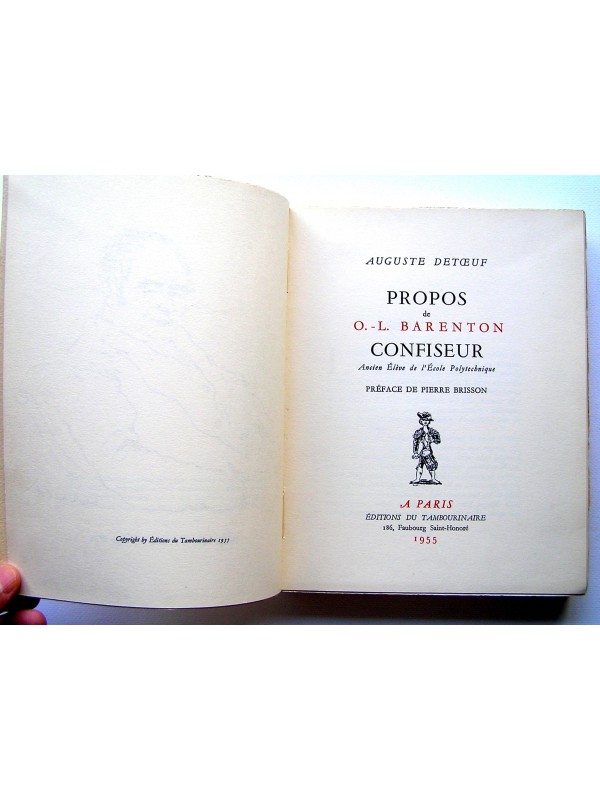 Copyright by Éditions du Tambourinaire 1955
AUGUSTE DETŒUF
PROPOS
de
O.-L. BARENTON
CONFISEUR
Ancien Élève de l'École Polytechnique
PRÉFACE DE PIERRE BRISSON
A PARIS
ÉDITIONS DU TAMBOURINAIRE
186, Faubourg Saint-Honoré
1955